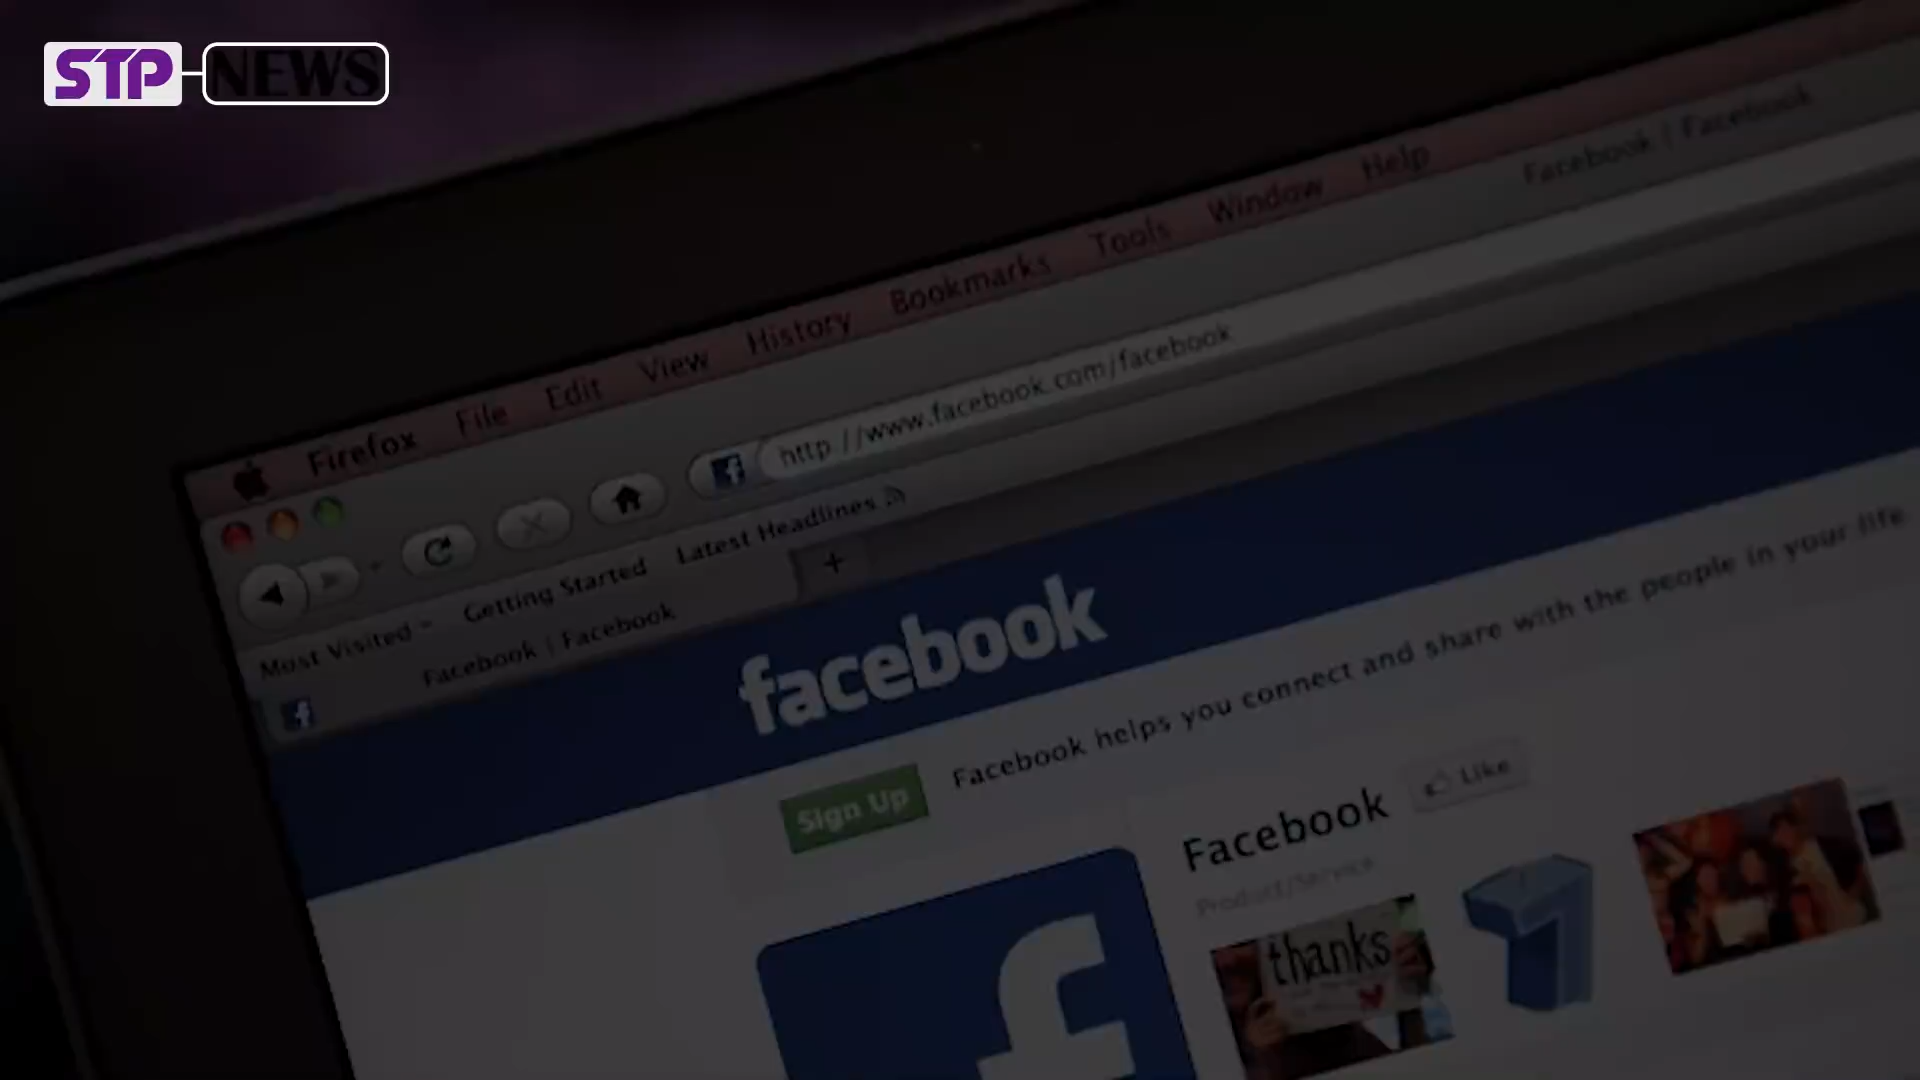 STP NEWS
Firefox File Edit View History Bookmarks Tools Window Help
Facebook | Facebook
http://www.facebook.com/facebook
Most Visited Getting Started Latest Headlines
Facebook | Facebook
facebook
Sign Up Facebook helps you connect and share with the people in your life.
Facebook Like
Product/Service
thanks